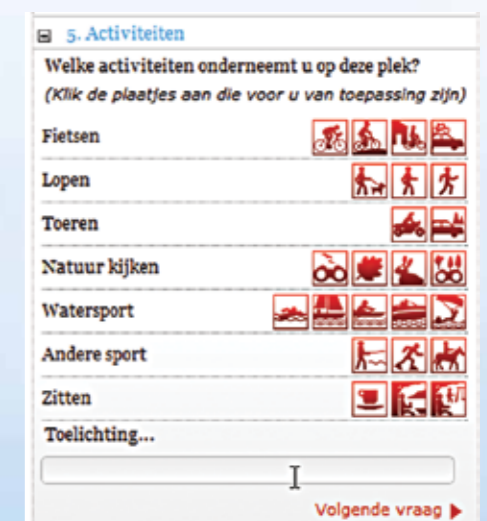 5. Activiteiten
Welke activiteiten onderneemt u op deze plek?
(Klik de plaatjes aan die voor u van toepassing zijn)
Fietsen
Lopen
Toeren
Natuur kijken
Watersport
Andere sport
Zitten
Toelichting...
Volgende vraag